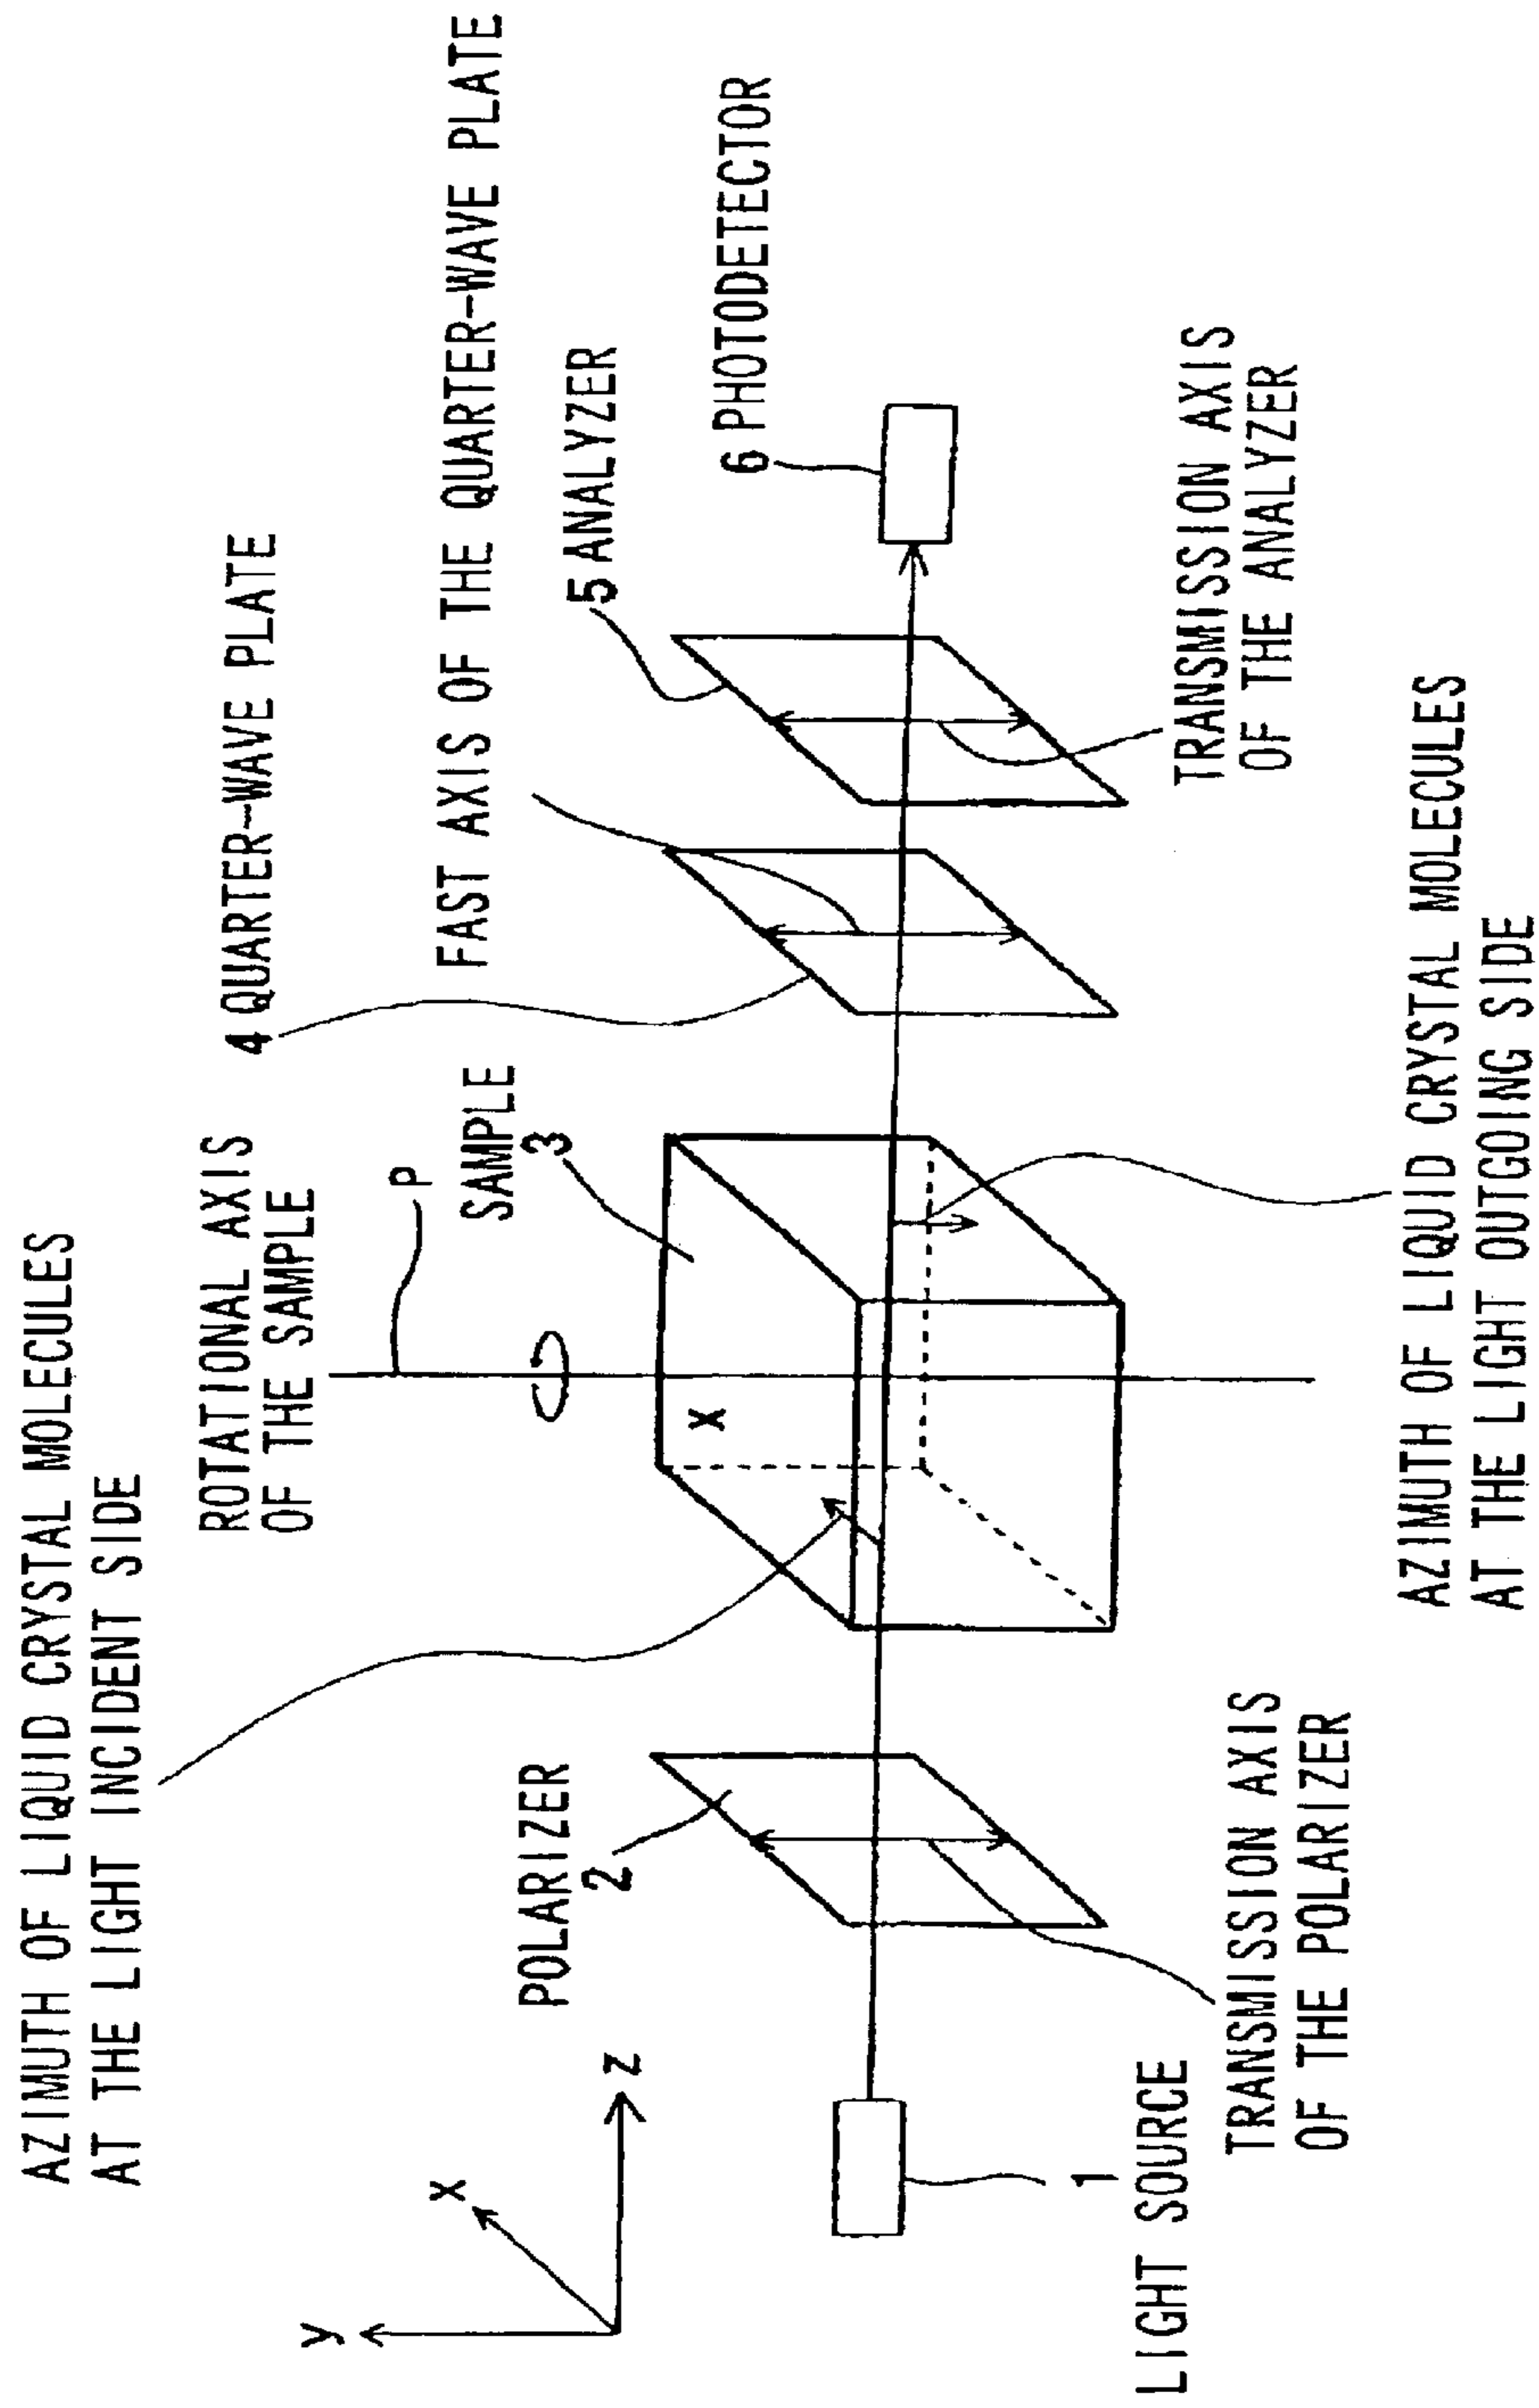 AZIMUTH OF LIQUID CRYSTAL MOLECULES
AT THE LIGHT INCIDENT SIDE
ROTATIONAL AXIS
OF THE SAMPLE
P
SAMPLE
3
4 QUARTER-WAVE PLATE
FAST AXIS OF THE QUARTER-WAVE PLATE
5 ANALYZER
6 PHOTODETECTOR
POLARIZER
2
X
y
x
z
1
LIGHT SOURCE
TRANSMISSION AXIS
OF THE POLARIZER
AZIMUTH OF LIQUID CRYSTAL MOLECULES
AT THE LIGHT OUTGOING SIDE
TRANSMISSION AXIS
OF THE ANALYZER